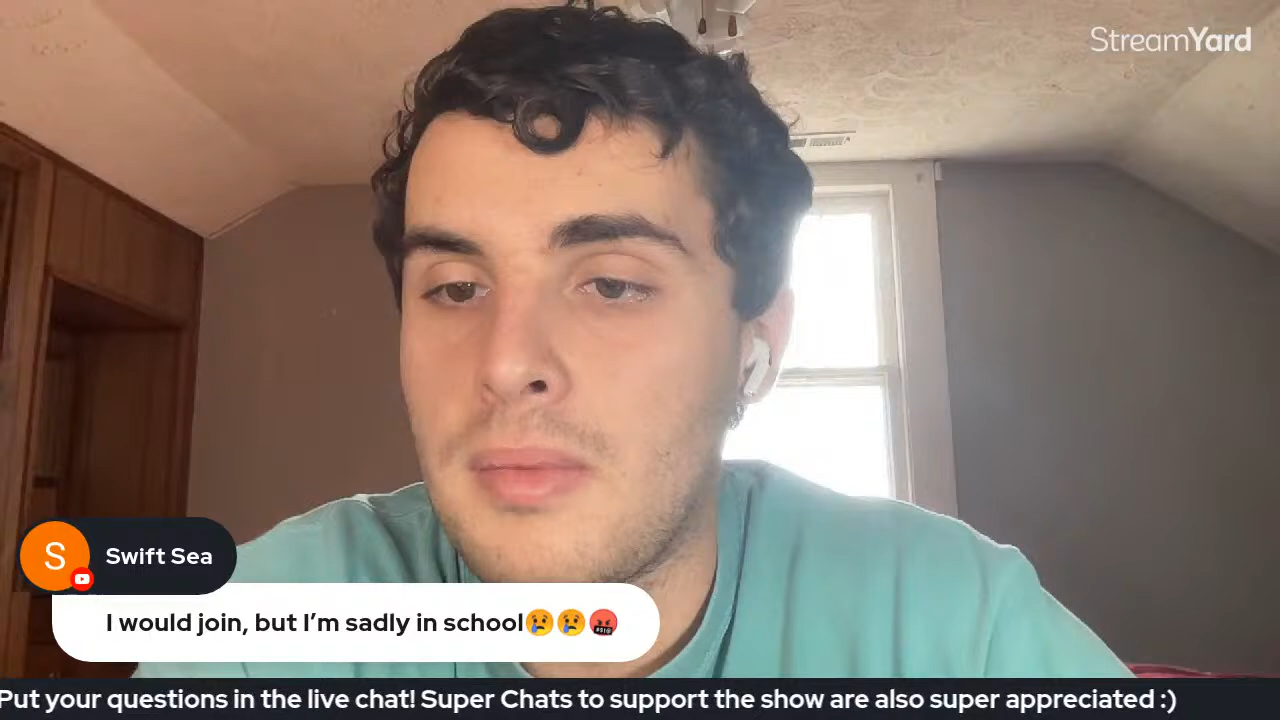 StreamYard
S
Swift Sea
I would join, but I’m sadly in school😢😢🤬
Put your questions in the live chat! Super Chats to support the show are also super appreciated :)